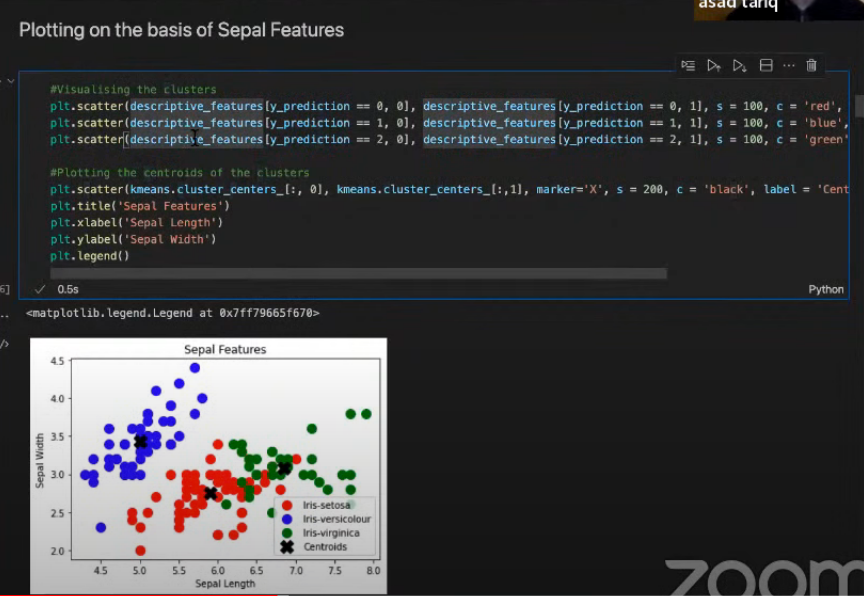 asad tariq
Plotting on the basis of Sepal Features
#Visualising the clusters
plt.scatter(descriptive_features[y_prediction == 0, 0], descriptive_features[y_prediction == 0, 1], s = 100, c = 'red',
plt.scatter(descriptive_features[y_prediction == 1, 0], descriptive_features[y_prediction == 1, 1], s = 100, c = 'blue',
plt.scatter(descriptive_features[y_prediction == 2, 0], descriptive_features[y_prediction == 2, 1], s = 100, c = 'green'
#Plotting the centroids of the clusters
plt.scatter(kmeans.cluster_centers_[:, 0], kmeans.cluster_centers_[:,1], marker='X', s = 200, c = 'black', label = 'Cent
plt.title('Sepal Features')
plt.xlabel('Sepal Length')
plt.ylabel('Sepal Width')
plt.legend()
6]
0.5s
Python
<matplotlib.legend.Legend at 0x7ff79665f670>
Sepal Features
4.5
4.0
3.5
3.0
2.5
2.0
Sepal Width
Iris-setosa
Iris-versicolour
Iris-virginica
Centroids
4.5 5.0 5.5 6.0 6.5 7.0 7.5 8.0
Sepal Length
zoom